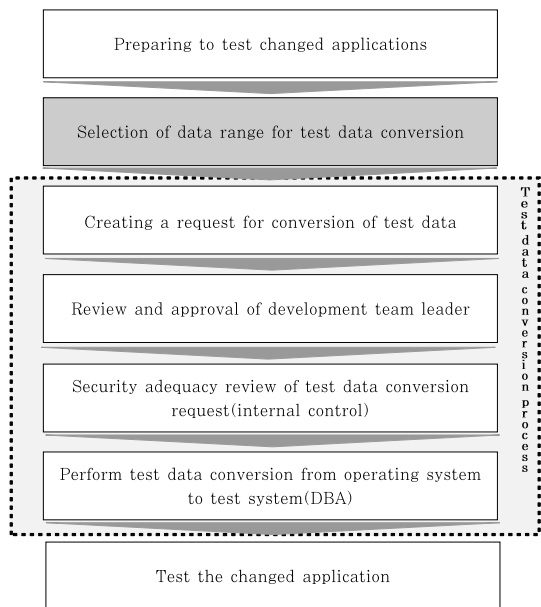 Preparing to test changed applications
Selection of data range for test data conversion
Creating a request for conversion of test data
Review and approval of development team leader
Security adequacy review of test data conversion
request(internal control)
Perform test data conversion from operating system
to test system(DBA)
Test the changed application
Test data conversion process